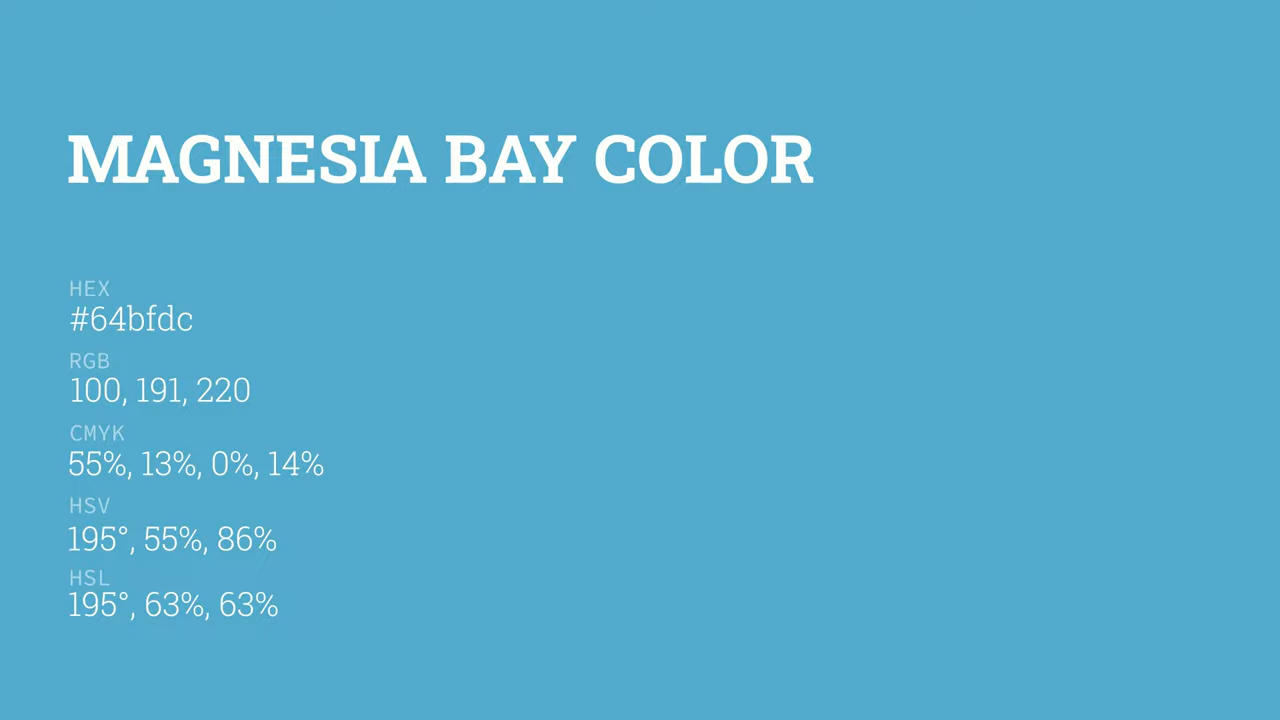 MAGNESIA BAY COLOR
HEX
#64bfdc
RGB
100, 191, 220
CMYK
55%, 13%, 0%, 14%
HSV
195°, 55%, 86%
HSL
195°, 63%, 63%